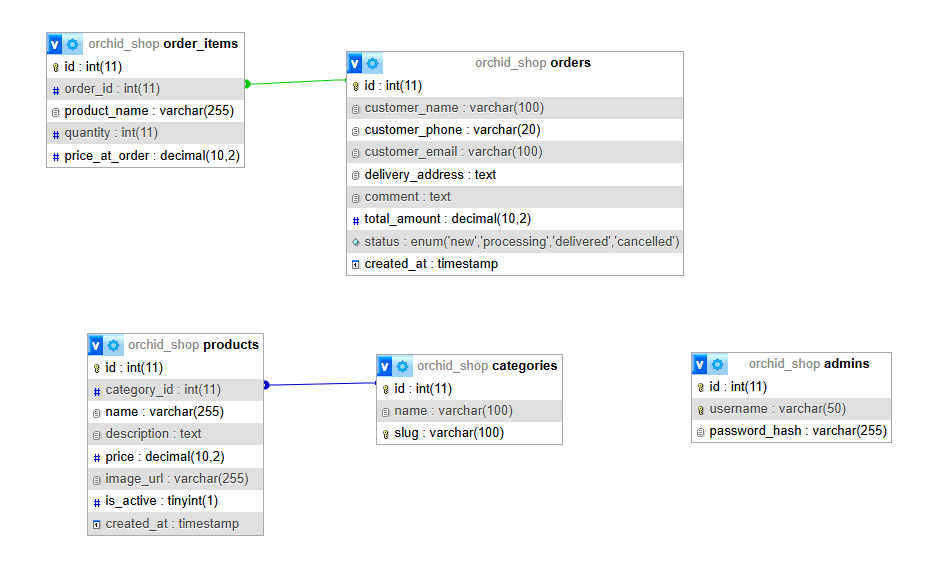 v orchid_shop order_items
id : int(11)
# order_id : int(11)
product_name : varchar(255)
# quantity : int(11)
# price_at_order : decimal(10,2)
v orchid_shop orders
id : int(11)
customer_name : varchar(100)
customer_phone : varchar(20)
customer_email : varchar(100)
delivery_address : text
comment : text
# total_amount : decimal(10,2)
status : enum('new','processing','delivered','cancelled')
created_at : timestamp
v orchid_shop products
id : int(11)
# category_id : int(11)
name : varchar(255)
description : text
# price : decimal(10,2)
image_url : varchar(255)
# is_active : tinyint(1)
created_at : timestamp
v orchid_shop categories
id : int(11)
name : varchar(100)
slug : varchar(100)
v orchid_shop admins
id : int(11)
username : varchar(50)
password_hash : varchar(255)